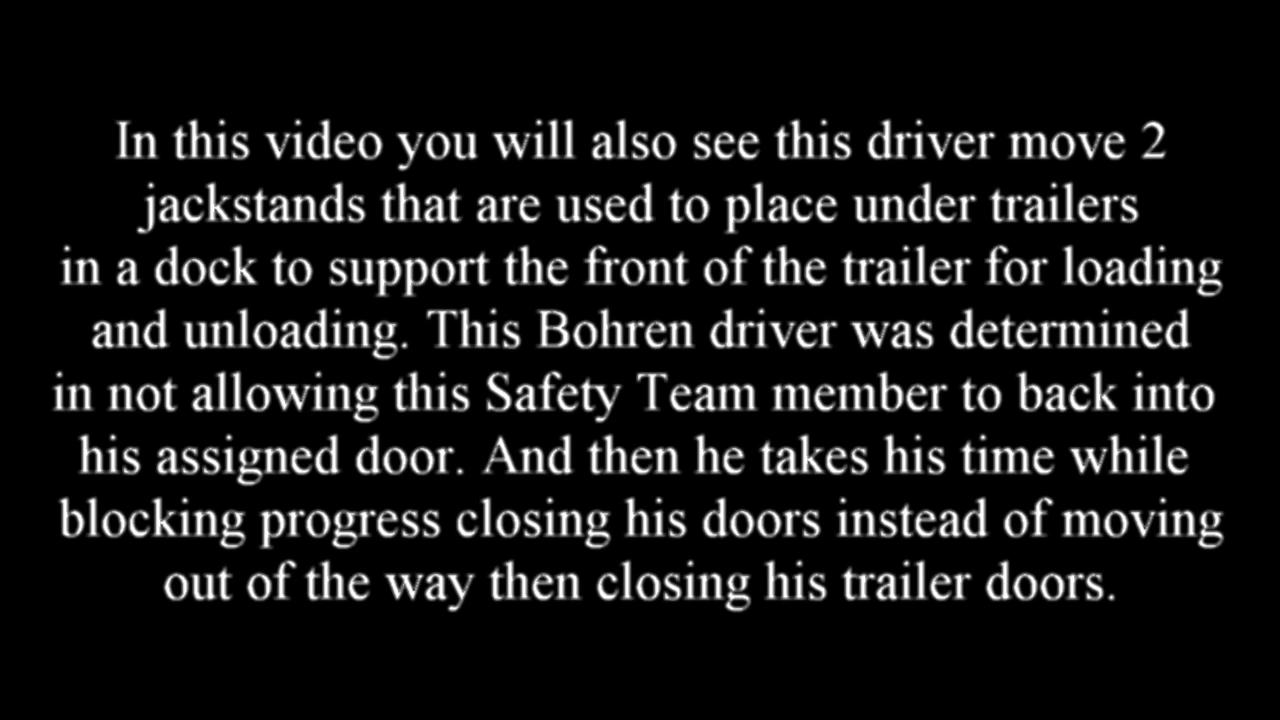 In this video you will also see this driver move 2
jackstands that are used to place under trailers
in a dock to support the front of the trailer for loading
and unloading. This Bohren driver was determined
in not allowing this Safety Team member to back into
his assigned door. And then he takes his time while
blocking progress closing his doors instead of moving
out of the way then closing his trailer doors.